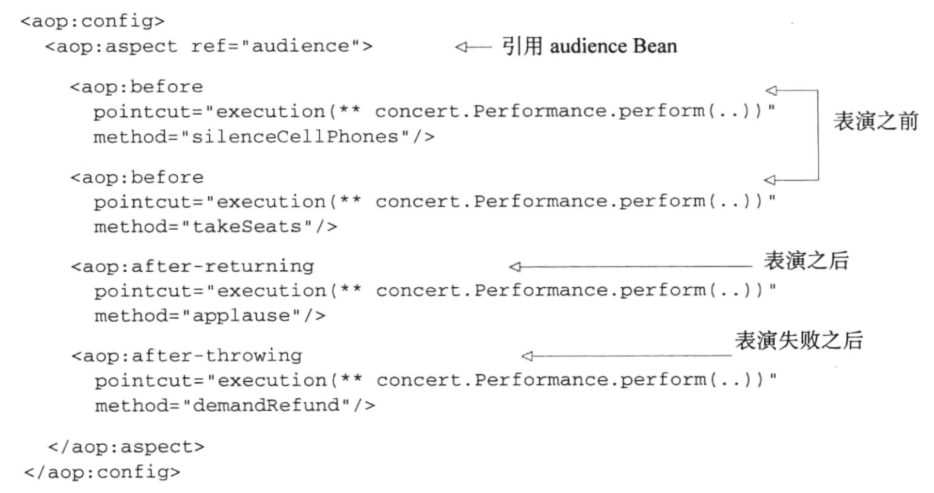 <aop:config>
<aop:aspect ref="audience"> 引用 audience Bean
<aop:before
pointcut="execution(** concert.Performance.perform(..))"
method="silenceCellPhones"/>
表演之前
<aop:before
pointcut="execution(** concert.Performance.perform(..))"
method="takeSeats"/>
<aop:after-returning 表演之后
pointcut="execution(** concert.Performance.perform(..))"
method="applause"/>
<aop:after-throwing 表演失败之后
pointcut="execution(** concert.Performance.perform(..))"
method="demandRefund"/>
</aop:aspect>
</aop:config>